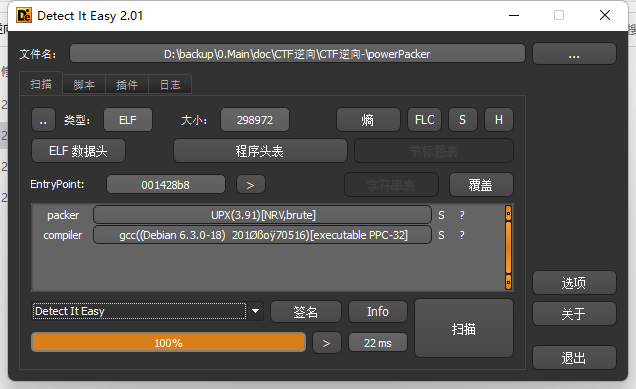 Detect It Easy 2.01
文件名: D:\backup\0.Main\doc\CTF逆向\CTF逆向-\powerPacker ...
扫描 脚本 插件 日志
.. 类型: ELF 大小: 298972 熵 FLC S H
ELF 数据头 程序头表 节标题表
EntryPoint: 001428b8 > 字符串表 覆盖
packer UPX(3.91)[NRV,brute] S ?
compiler gcc((Debian 6.3.0-18) 201Øϐoÿ70516)[executable PPC-32] S ?
选项
Detect It Easy 签名 Info 扫描 关于
100% > 22 ms
退出